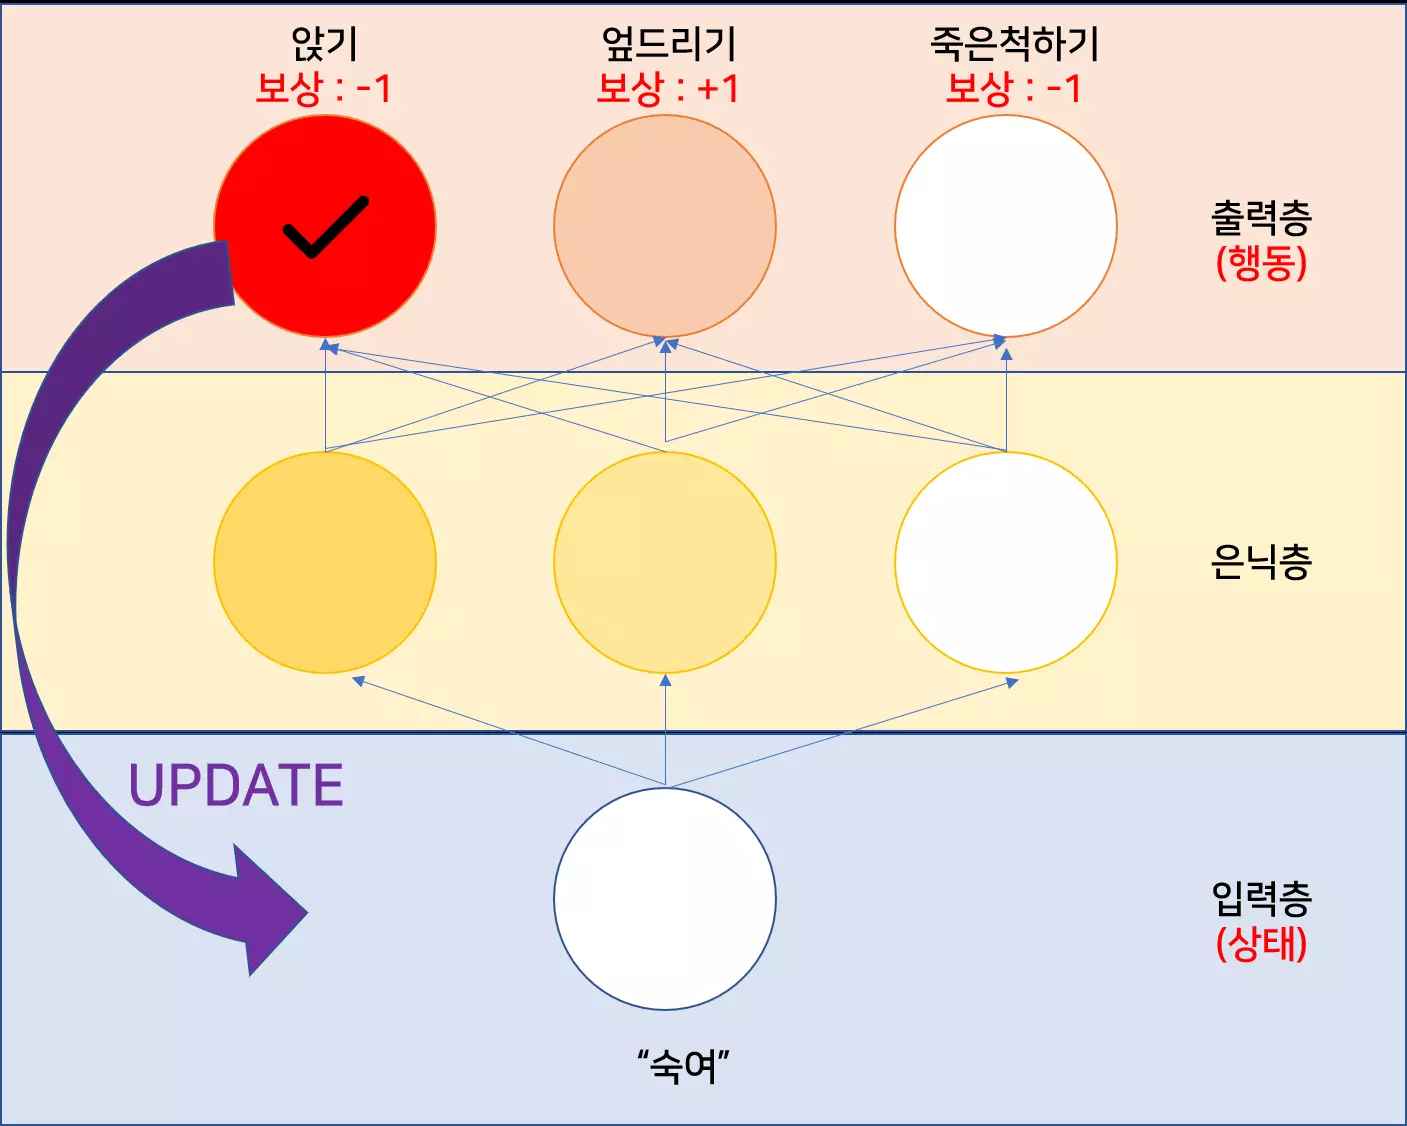 앉기
보상 : -1
엎드리기
보상 : +1
죽은척하기
보상 : -1
출력층
(행동)
은닉층
UPDATE
입력층
(상태)
“숙여”